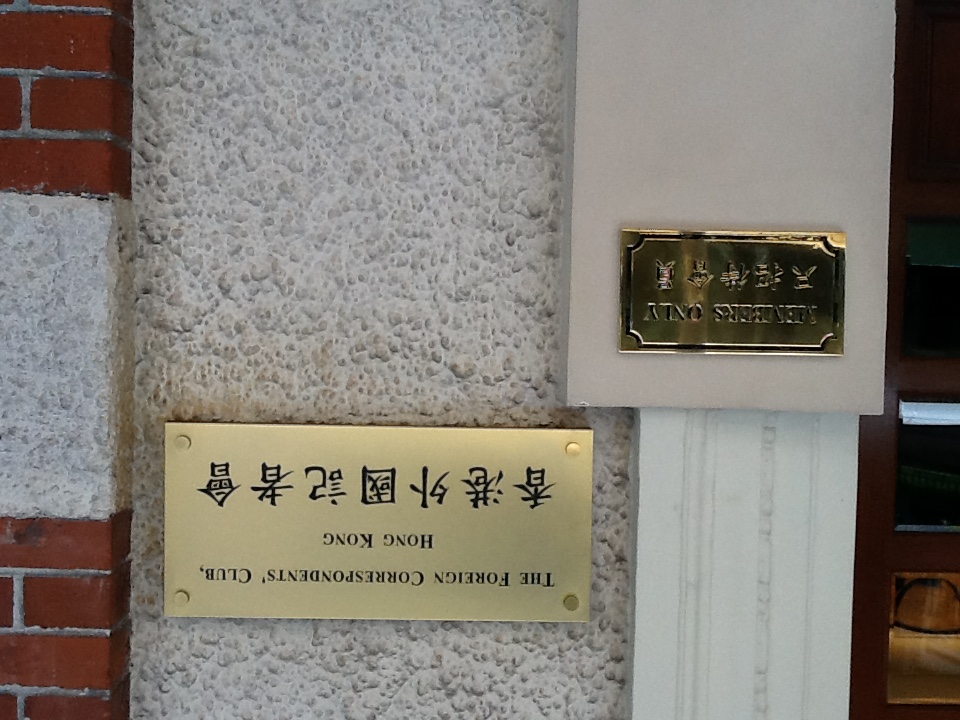 THE FOREIGN CORRESPONDENTS' CLUB,
HONG KONG
香港外國記者會
MEMBERS ONLY
只招待會員